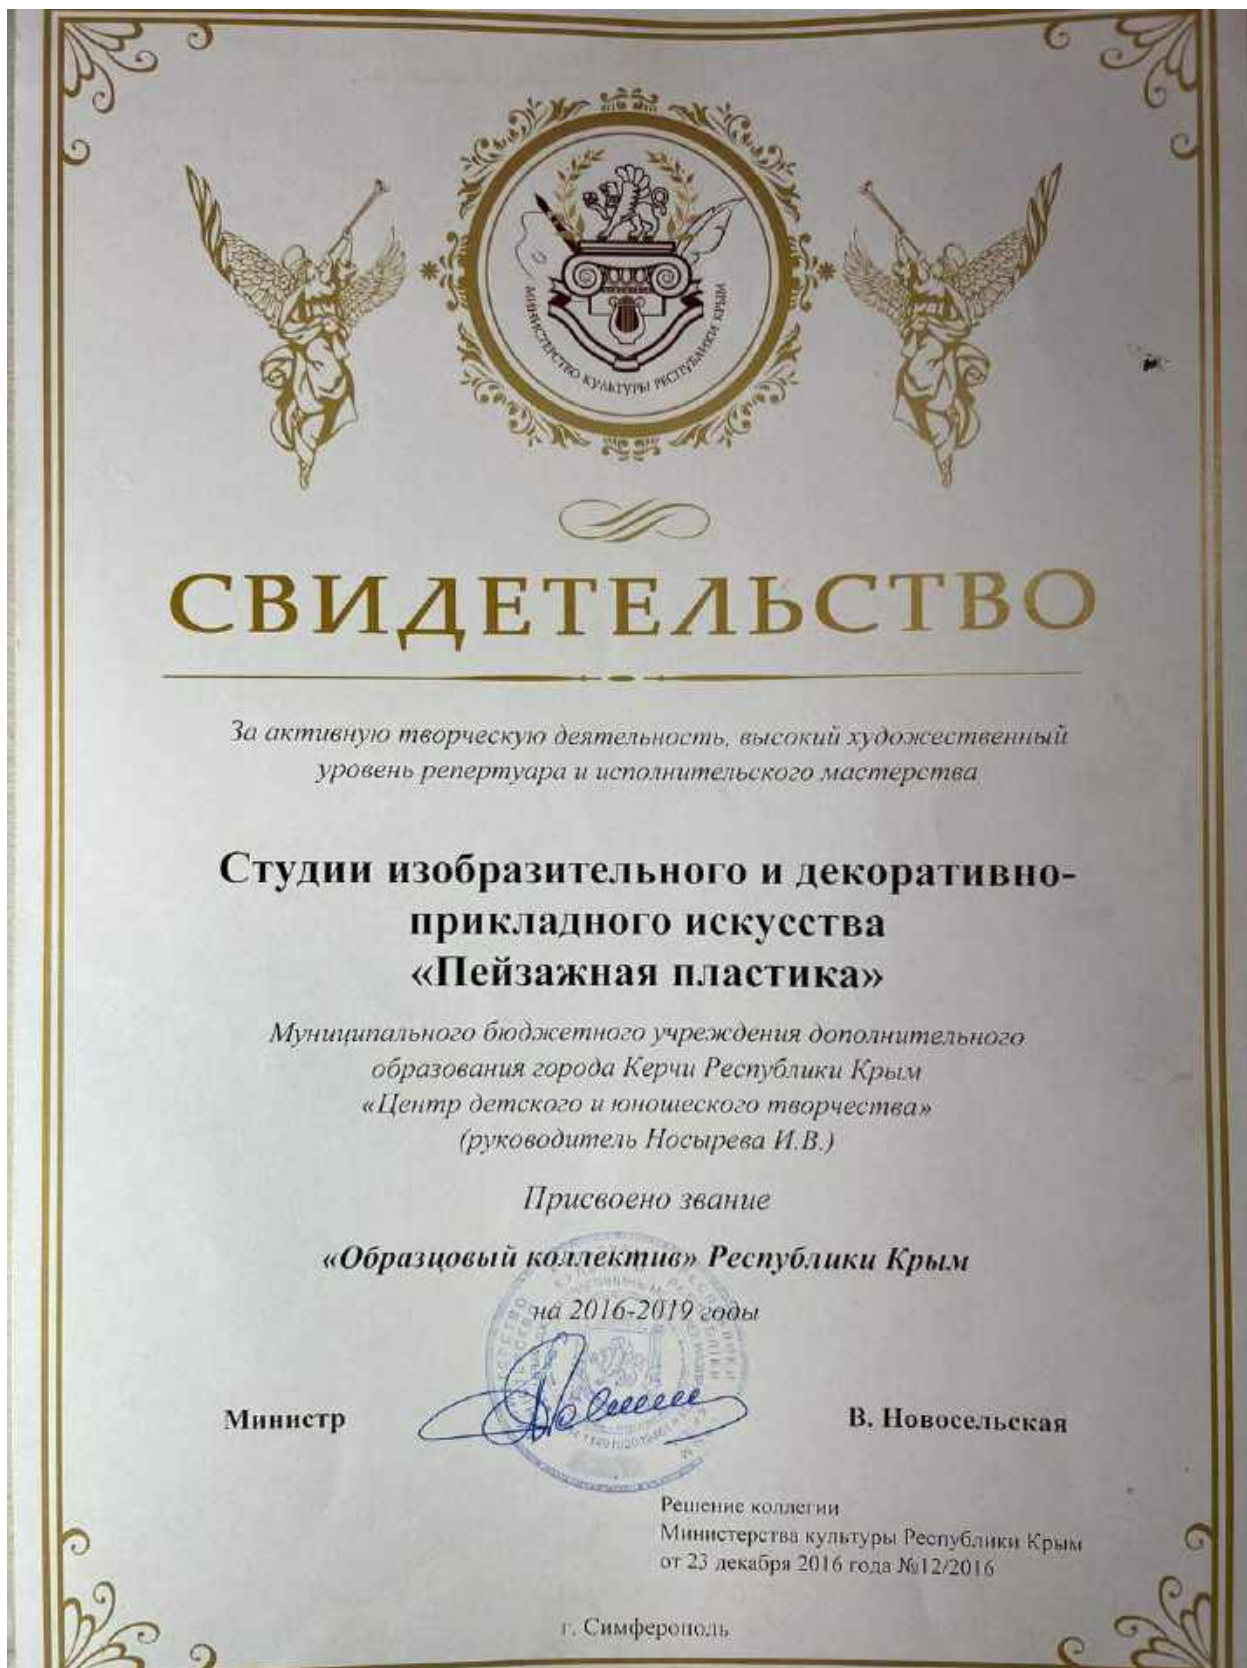 МИНИСТЕРСТВО КУЛЬТУРЫ РЕСПУБЛИКИ КРЫМ
СВИДЕТЕЛЬСТВО
За активную творческую деятельность, высокий художественный
уровень репертуара и исполнительского мастерства
Студии изобразительного и декоративно-
прикладного искусства
«Пейзажная пластика»
Муниципального бюджетного учреждения дополнительного
образования города Керчи Республики Крым
«Центр детского и юношеского творчества»
(руководитель Носырева И.В.)
Присвоено звание
«Образцовый коллектив» Республики Крым
на 2016-2019 годы
Министр
В. Новосельская
Решение коллегии
Министерства культуры Республики Крым
от 23 декабря 2016 года №12/2016
г. Симферополь